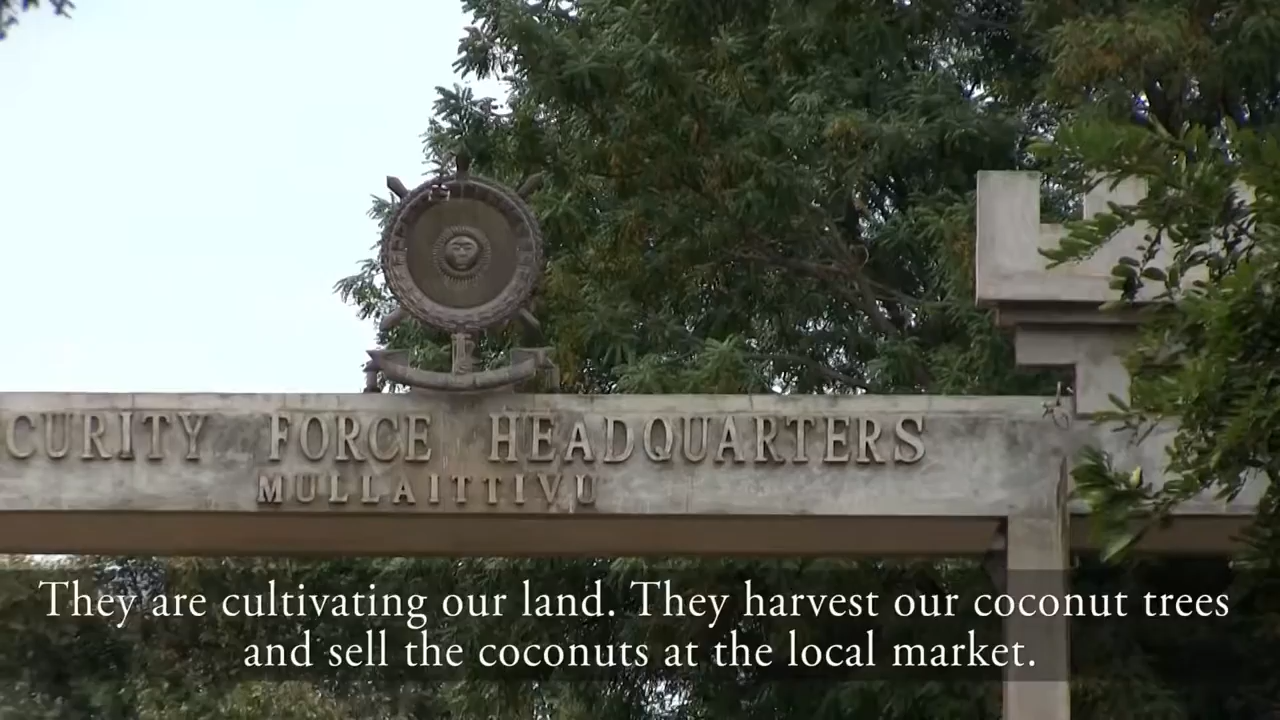 CURITY FORCE HEADQUARTERS
MULLAITTIVU
They are cultivating our land. They harvest our coconut trees
and sell the coconuts at the local market.